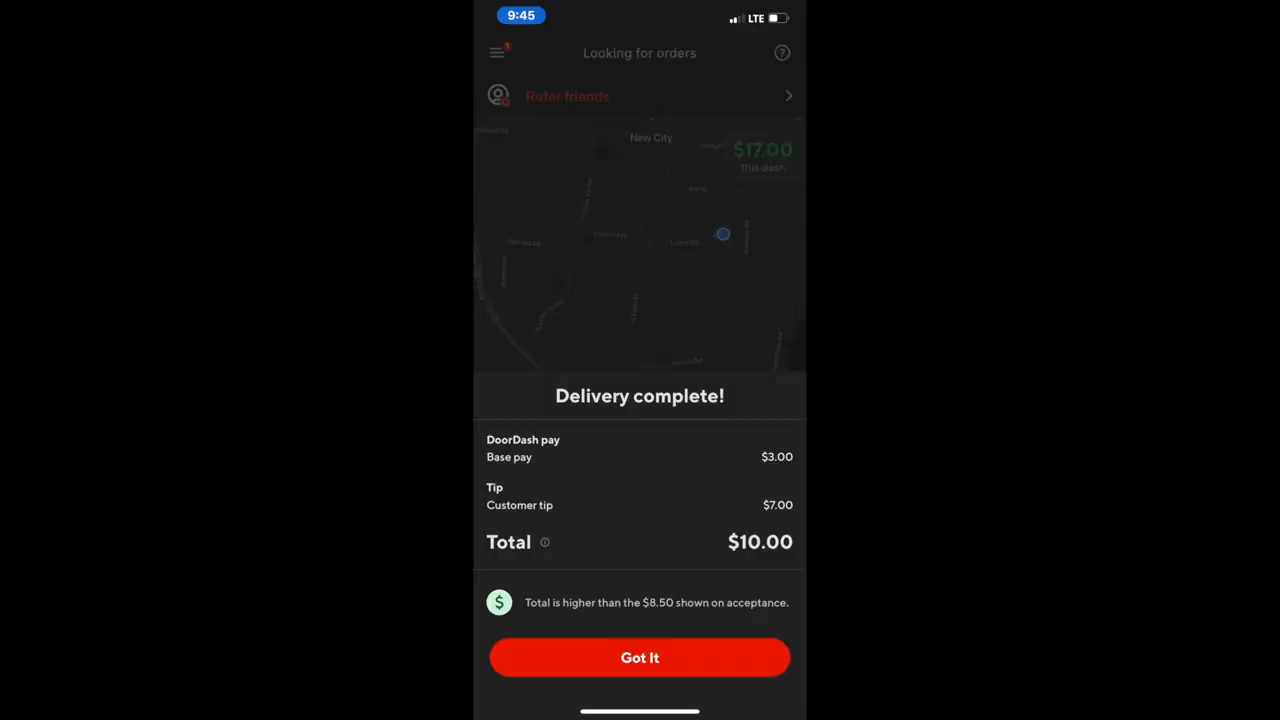 9:45
LTE
1
Looking for orders
?
Refer friends
New City
$17.00
this dash
Delivery complete!
DoorDash pay
Base pay $3.00
Tip
Customer tip $7.00
Total $10.00
$ Total is higher than the $8.50 shown on acceptance.
Got It